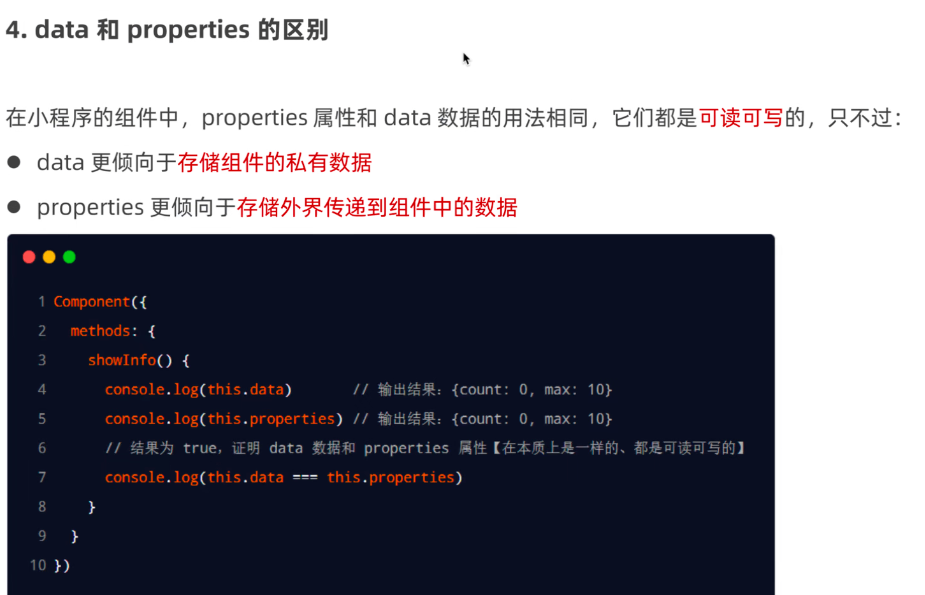 4. data 和 properties 的区别
在小程序的组件中，properties 属性和 data 数据的用法相同，它们都是可读可写的，只不过：
● data 更倾向于存储组件的私有数据
● properties 更倾向于存储外界传递到组件中的数据
1 Component({
2 methods: {
3 showInfo() {
4 console.log(this.data) // 输出结果：{count: 0, max: 10}
5 console.log(this.properties) // 输出结果：{count: 0, max: 10}
6 // 结果为 true，证明 data 数据和 properties 属性【在本质上是一样的、都是可读可写的】
7 console.log(this.data === this.properties)
8 }
9 }
10 })